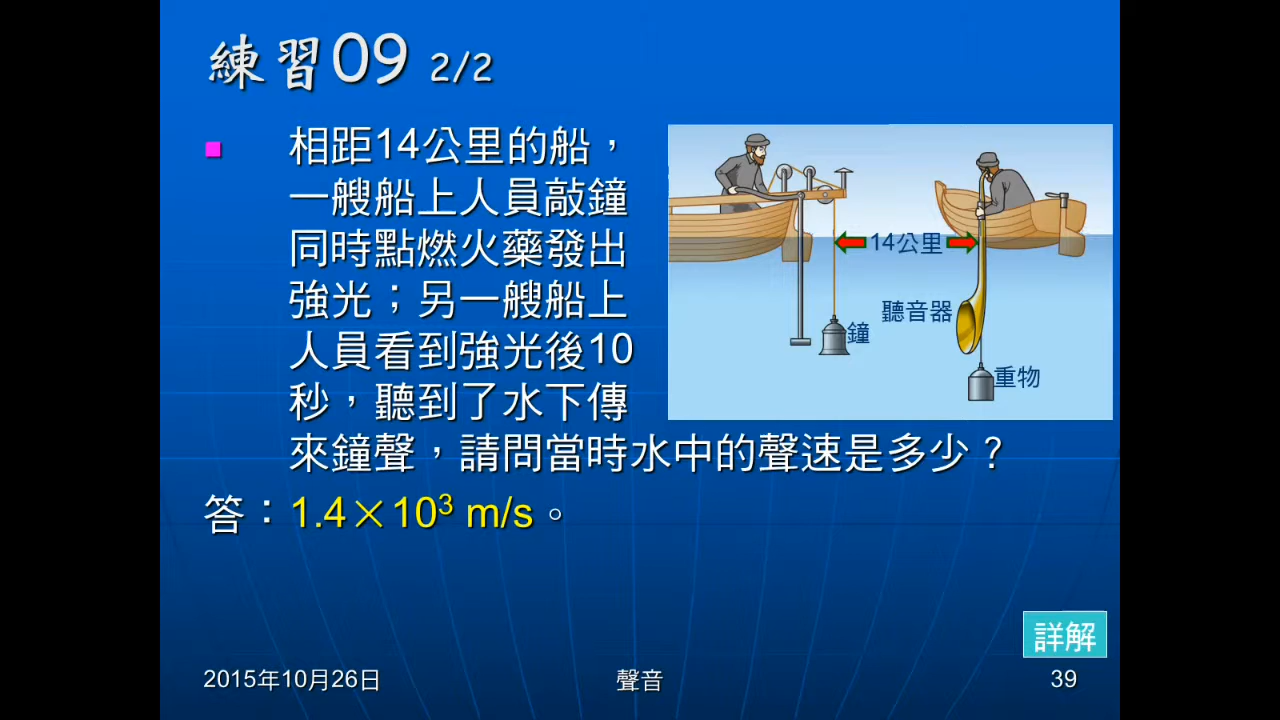 練習09 2/2
相距14公里的船，
一艘船上人員敲鐘
同時點燃火藥發出
強光；另一艘船上
人員看到強光後10
秒，聽到了水下傳
來鐘聲，請問當時水中的聲速是多少？
14公里
聽音器
鐘
重物
答：1.4×10³ m/s。
詳解
2015年10月26日
聲音
39